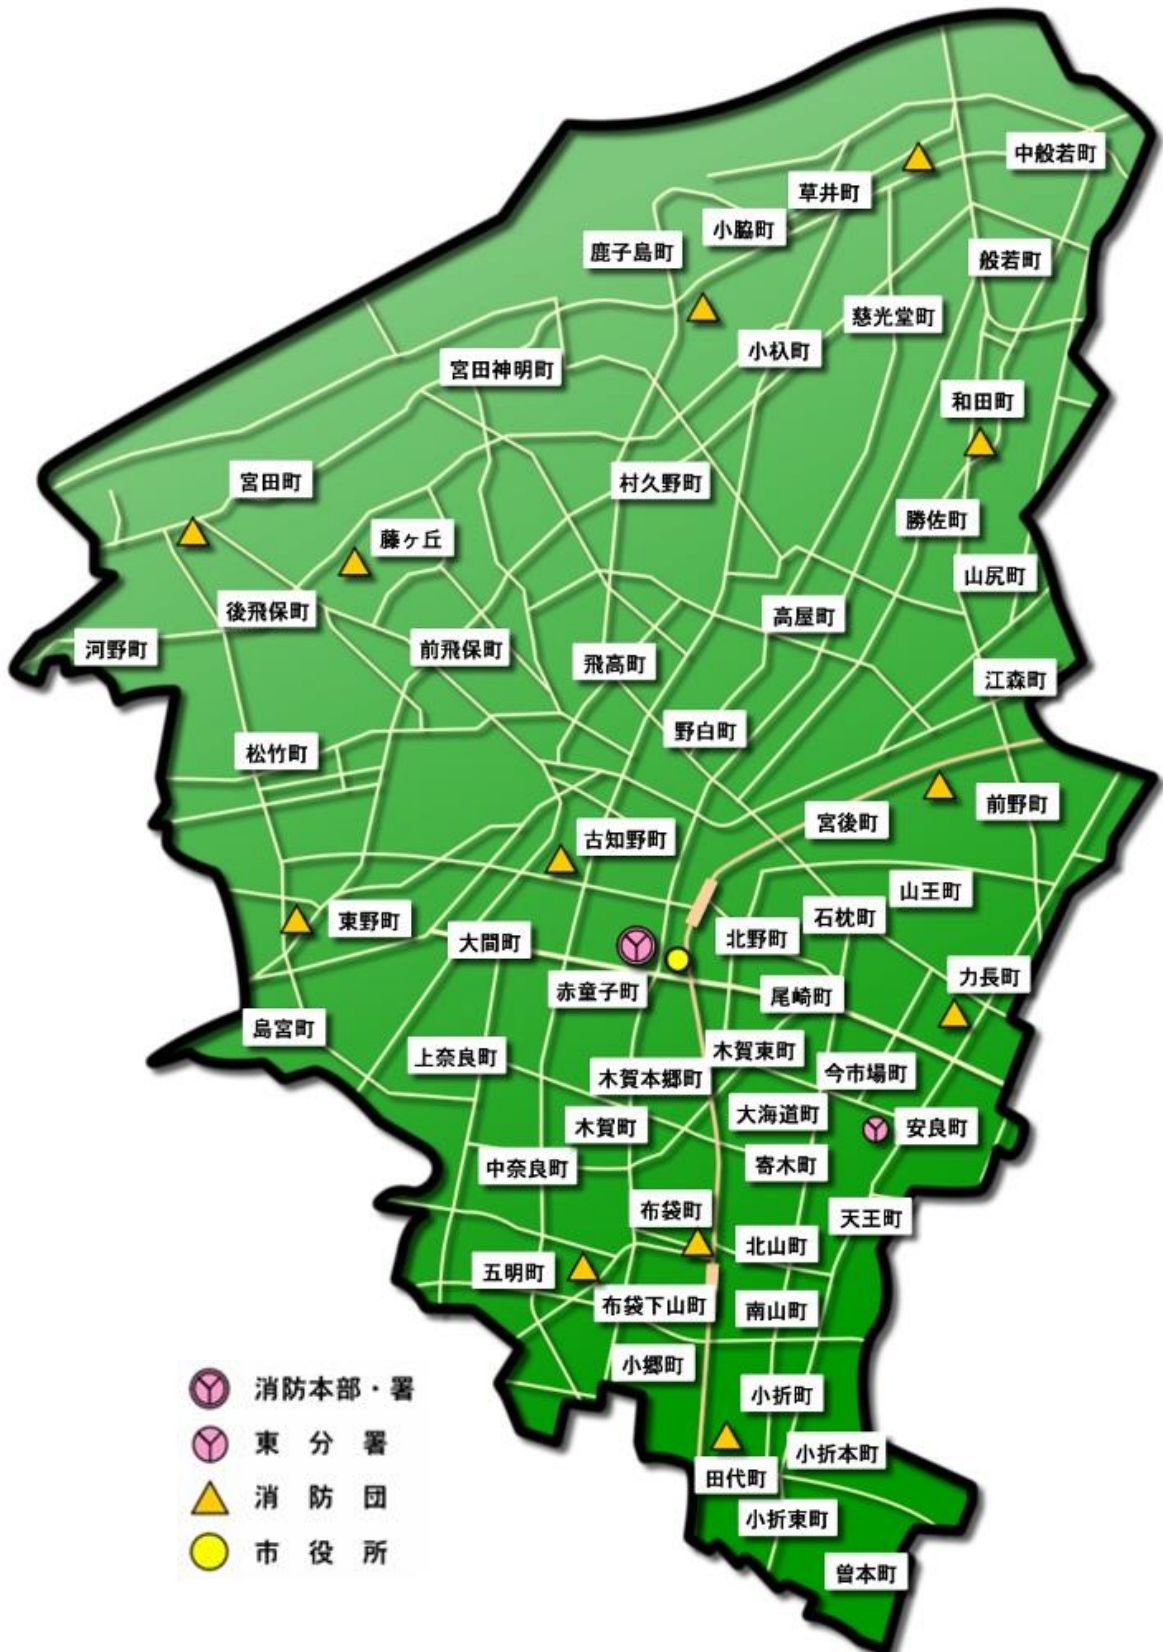 中般若町
草井町
小脇町
鹿子島町
般若町
慈光堂町
小杁町
宮田神明町
和田町
宮田町
村久野町
勝佐町
藤ヶ丘
山尻町
後飛保町
高屋町
河野町
前飛保町
飛高町
江森町
野白町
松竹町
前野町
宮後町
古知野町
山王町
石枕町
東野町
北野町
大間町
力長町
赤童子町
尾崎町
島宮町
木賀東町
上奈良町
今市場町
木賀本郷町
大海道町
安良町
木賀町
寄木町
中奈良町
布袋町
天王町
北山町
五明町
布袋下山町
南山町
小郷町
小折町
小折本町
田代町
小折東町
曽本町
消防本部・署
東分署
消防団
市役所